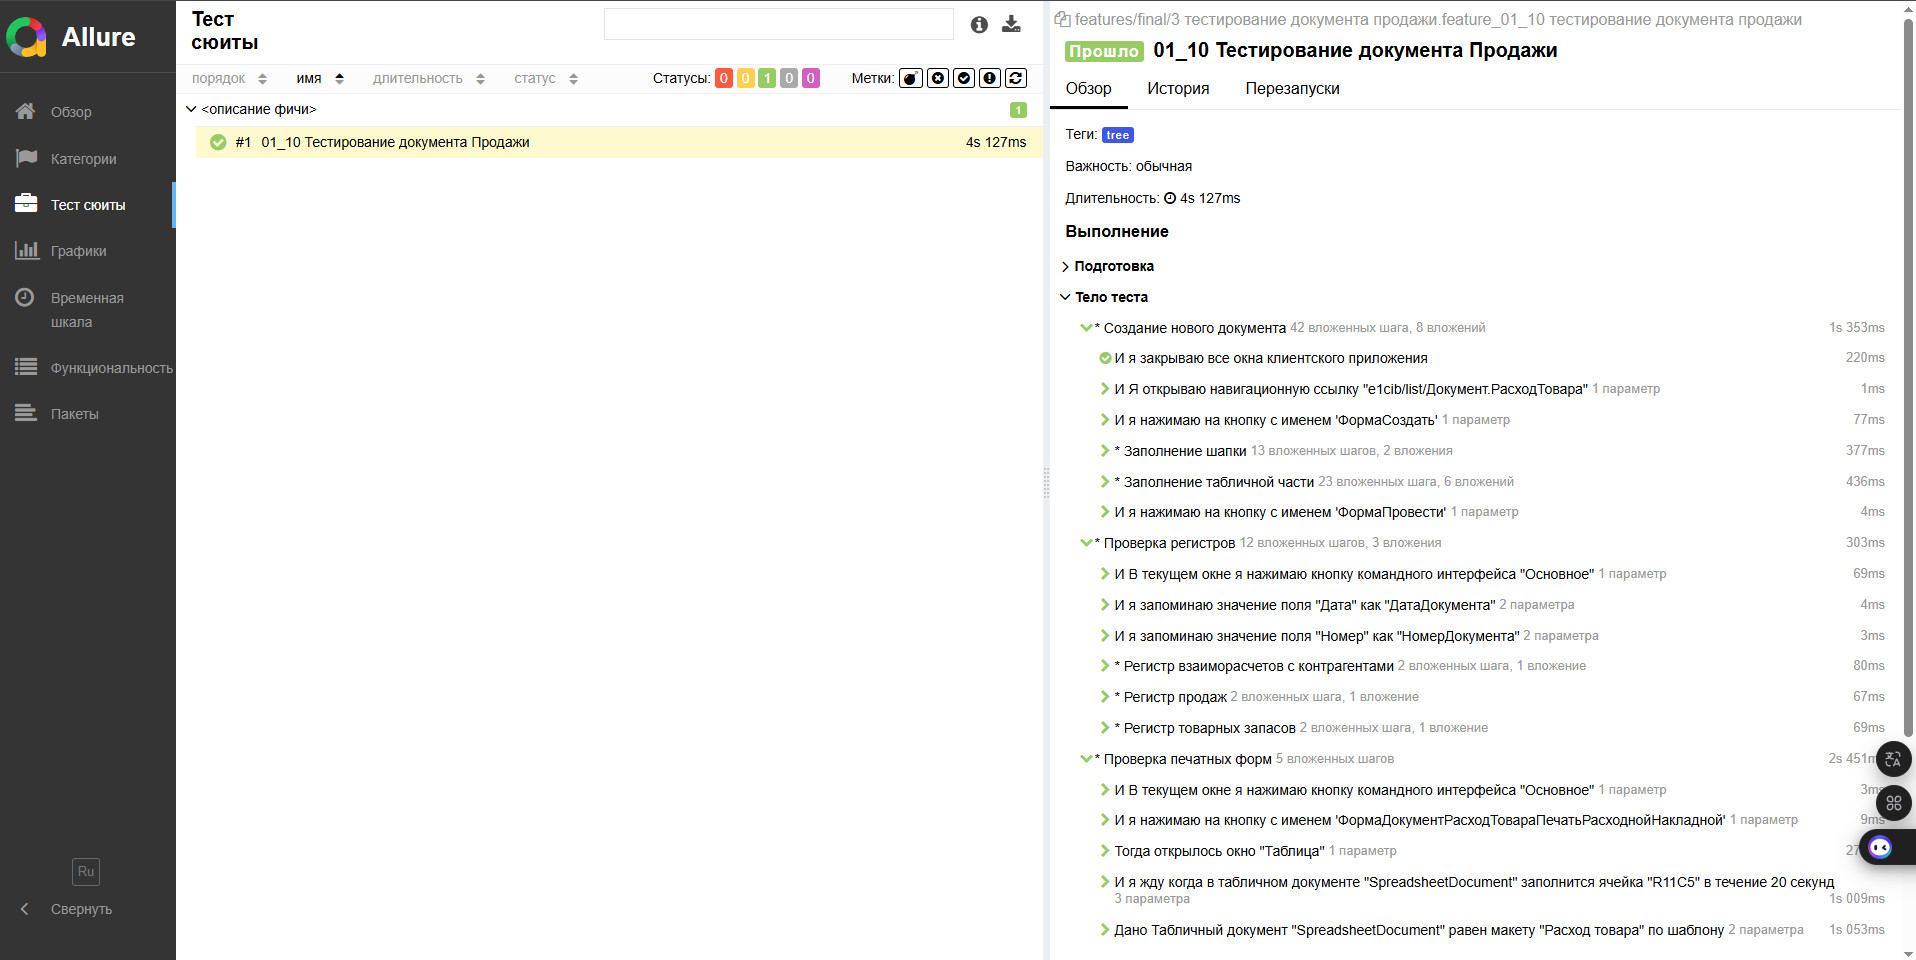 Allure
Обзор
Категории
Тест сюиты
Графики
Временная
шкала
Функциональность
Пакеты
Ru
Свернуть
Тест
сюиты
порядок имя длительность статус Статусы: 0 0 1 0 0 Метки:
<описание фичи> 1
#1 01_10 Тестирование документа Продажи 4s 127ms
features/final/3 тестирование документа продажи.feature_01_10 тестирование документа продажи
Прошло 01_10 Тестирование документа Продажи
Обзор История Перезапуски
Теги: tree
Важность: обычная
Длительность: 4s 127ms
Выполнение
Подготовка
Тело теста
* Создание нового документа 42 вложенных шага, 8 вложений 1s 353ms
И я закрываю все окна клиентского приложения 220ms
И Я открываю навигационную ссылку "e1cib/list/Документ.РасходТовара" 1 параметр 1ms
И я нажимаю на кнопку с именем 'ФормаСоздать' 1 параметр 77ms
* Заполнение шапки 13 вложенных шагов, 2 вложения 377ms
* Заполнение табличной части 23 вложенных шага, 6 вложений 436ms
И я нажимаю на кнопку с именем 'ФормаПровести' 1 параметр 4ms
* Проверка регистров 12 вложенных шагов, 3 вложения 303ms
И В текущем окне я нажимаю кнопку командного интерфейса "Основное" 1 параметр 69ms
И я запоминаю значение поля "Дата" как "ДатаДокумента" 2 параметра 4ms
И я запоминаю значение поля "Номер" как "НомерДокумента" 2 параметра 3ms
* Регистр взаиморасчетов с контрагентами 2 вложенных шага, 1 вложение 80ms
* Регистр продаж 2 вложенных шага, 1 вложение 67ms
* Регистр товарных запасов 2 вложенных шага, 1 вложение 69ms
* Проверка печатных форм 5 вложенных шагов 2s 451m
И В текущем окне я нажимаю кнопку командного интерфейса "Основное" 1 параметр 3ms
И я нажимаю на кнопку с именем 'ФормаДокументРасходТовараПечатьРасходнойНакладной' 1 параметр 9ms
Тогда открылось окно "Таблица" 1 параметр 27
И я жду когда в табличном документе "SpreadsheetDocument" заполнится ячейка "R11C5" в течение 20 секунд
3 параметра 1s 009ms
Дано Табличный документ "SpreadsheetDocument" равен макету "Расход товара" по шаблону 2 параметра 1s 053ms